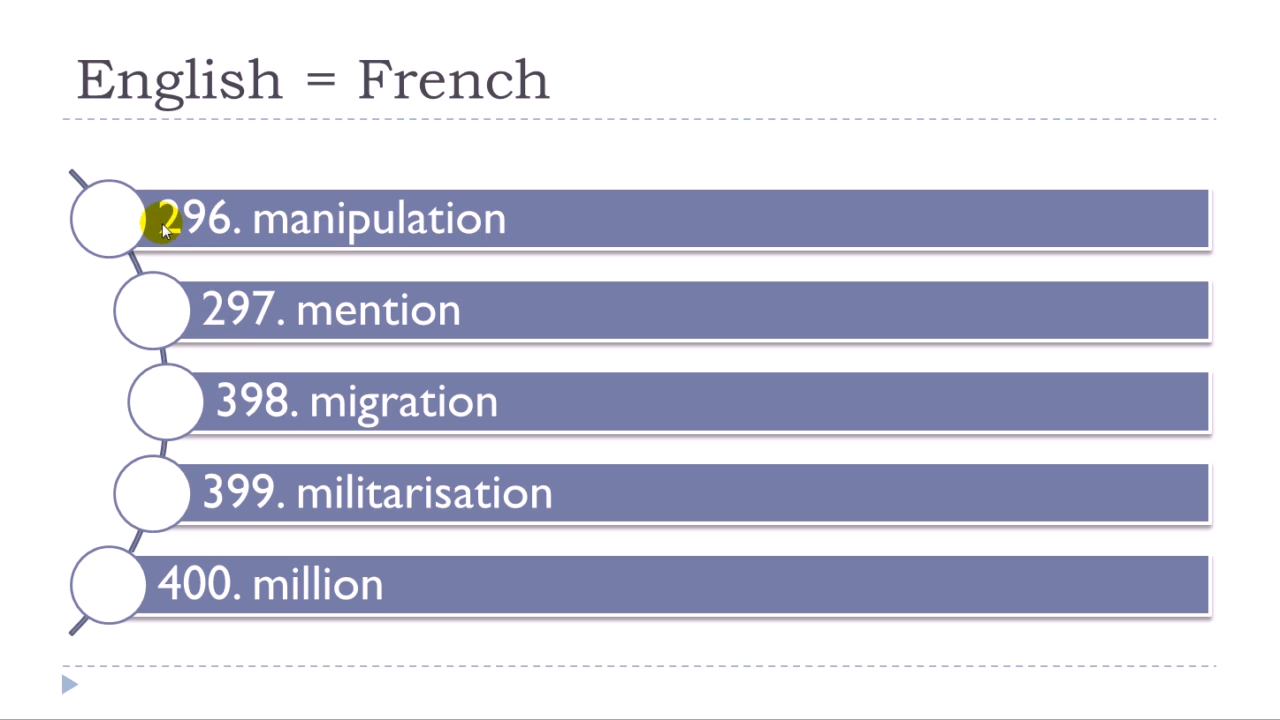 English = French
296. manipulation
297. mention
398. migration
399. militarisation
400. million